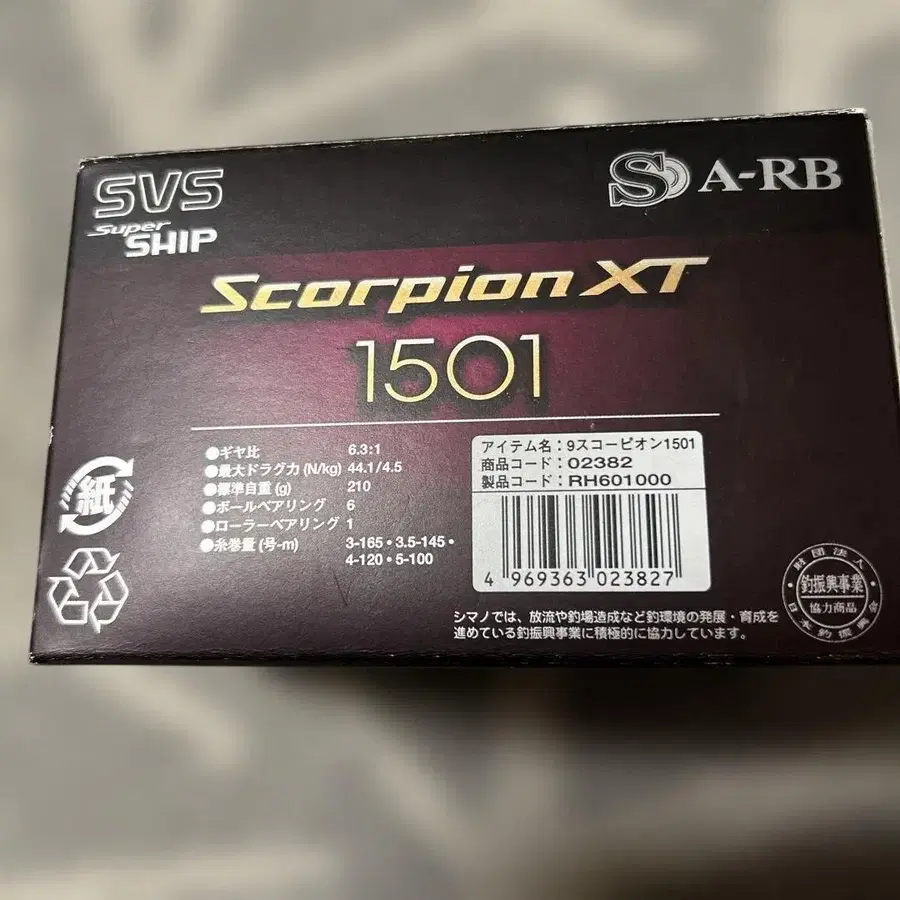 SVS
Super
SHIP
S A-RB
Scorpion XT
1501
●ギヤ比 6.3:1
●最大ドラグ力 (N/kg) 44.1/4.5
●標準自重 (g) 210
●ボールベアリング 6
●ローラーベアリング 1
●糸巻量 (号-m) 3-165・3.5-145・
4-120・5-100
アイテム名：9スコーピオン1501
商品コード：02382
製品コード：RH601000
4 969363 023827
紙
シマノでは、放流や釣場造成など釣環境の発展・育成を
進めている釣振興事業に積極的に協力しています。
財団法人
釣振興事業
協力商品
日本釣振興会